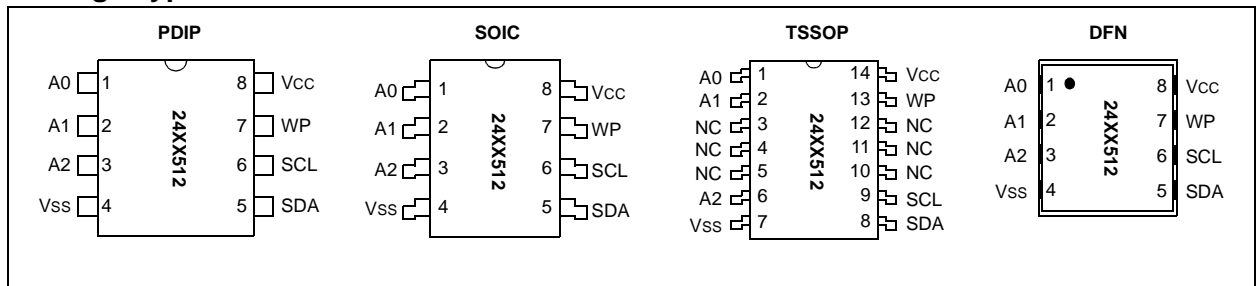 PDIP
A0 1 8 VCC
A1 2 7 WP
A2 3 6 SCL
VSS 4 5 SDA
24XX512
SOIC
A0 1 8 VCC
A1 2 7 WP
A2 3 6 SCL
VSS 4 5 SDA
24XX512
TSSOP
A0 1 14 VCC
A1 2 13 WP
NC 3 12 NC
NC 4 11 NC
NC 5 10 NC
A2 6 9 SCL
VSS 7 8 SDA
24XX512
DFN
A0 1 8 VCC
A1 2 7 WP
A2 3 6 SCL
VSS 4 5 SDA
24XX512